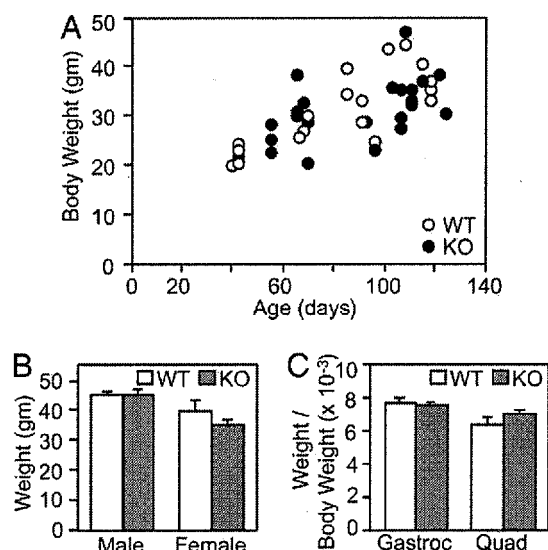 A
Body Weight (gm)
50
40
30
20
10
0
WT
KO
0 20 60 100 140
Age (days)
B
Weight (gm)
50
40
30
20
10
0
WT KO
Male Female
C
Weight /
Body Weight (x 10⁻³)
8
6
4
2
0
WT KO
Gastroc Quad